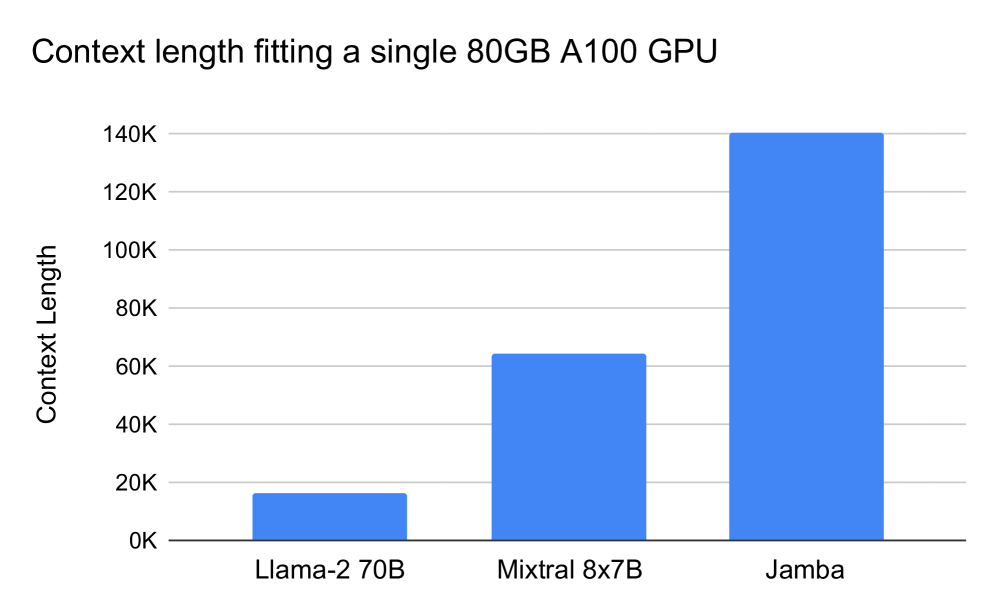 Context length fitting a single 80GB A100 GPU
Context Length
140K
120K
100K
80K
60K
40K
20K
0K
Llama-2 70B
Mixtral 8x7B
Jamba